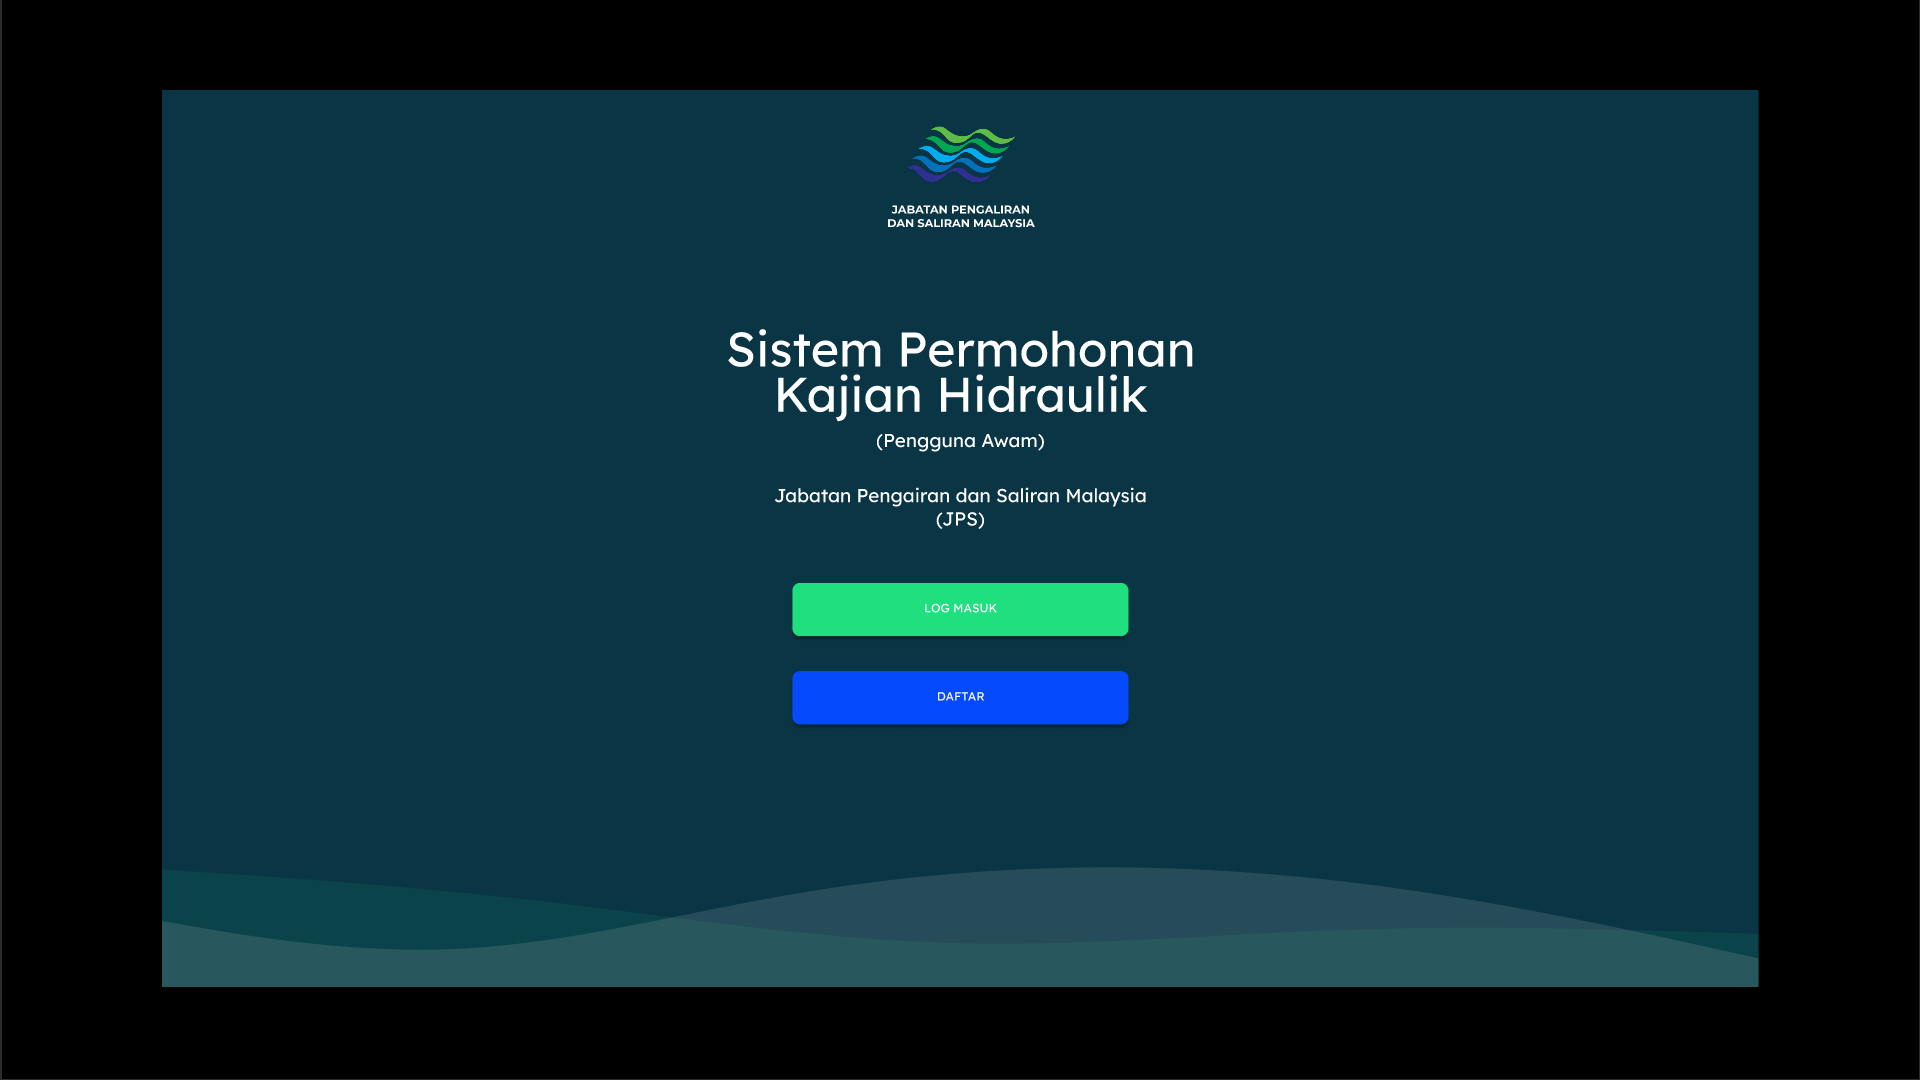 JABATAN PENGALIRAN
DAN SALIRAN MALAYSIA
Sistem Permohonan
Kajian Hidraulik
(Pengguna Awam)
Jabatan Pengairan dan Saliran Malaysia
(JPS)
LOG MASUK
DAFTAR